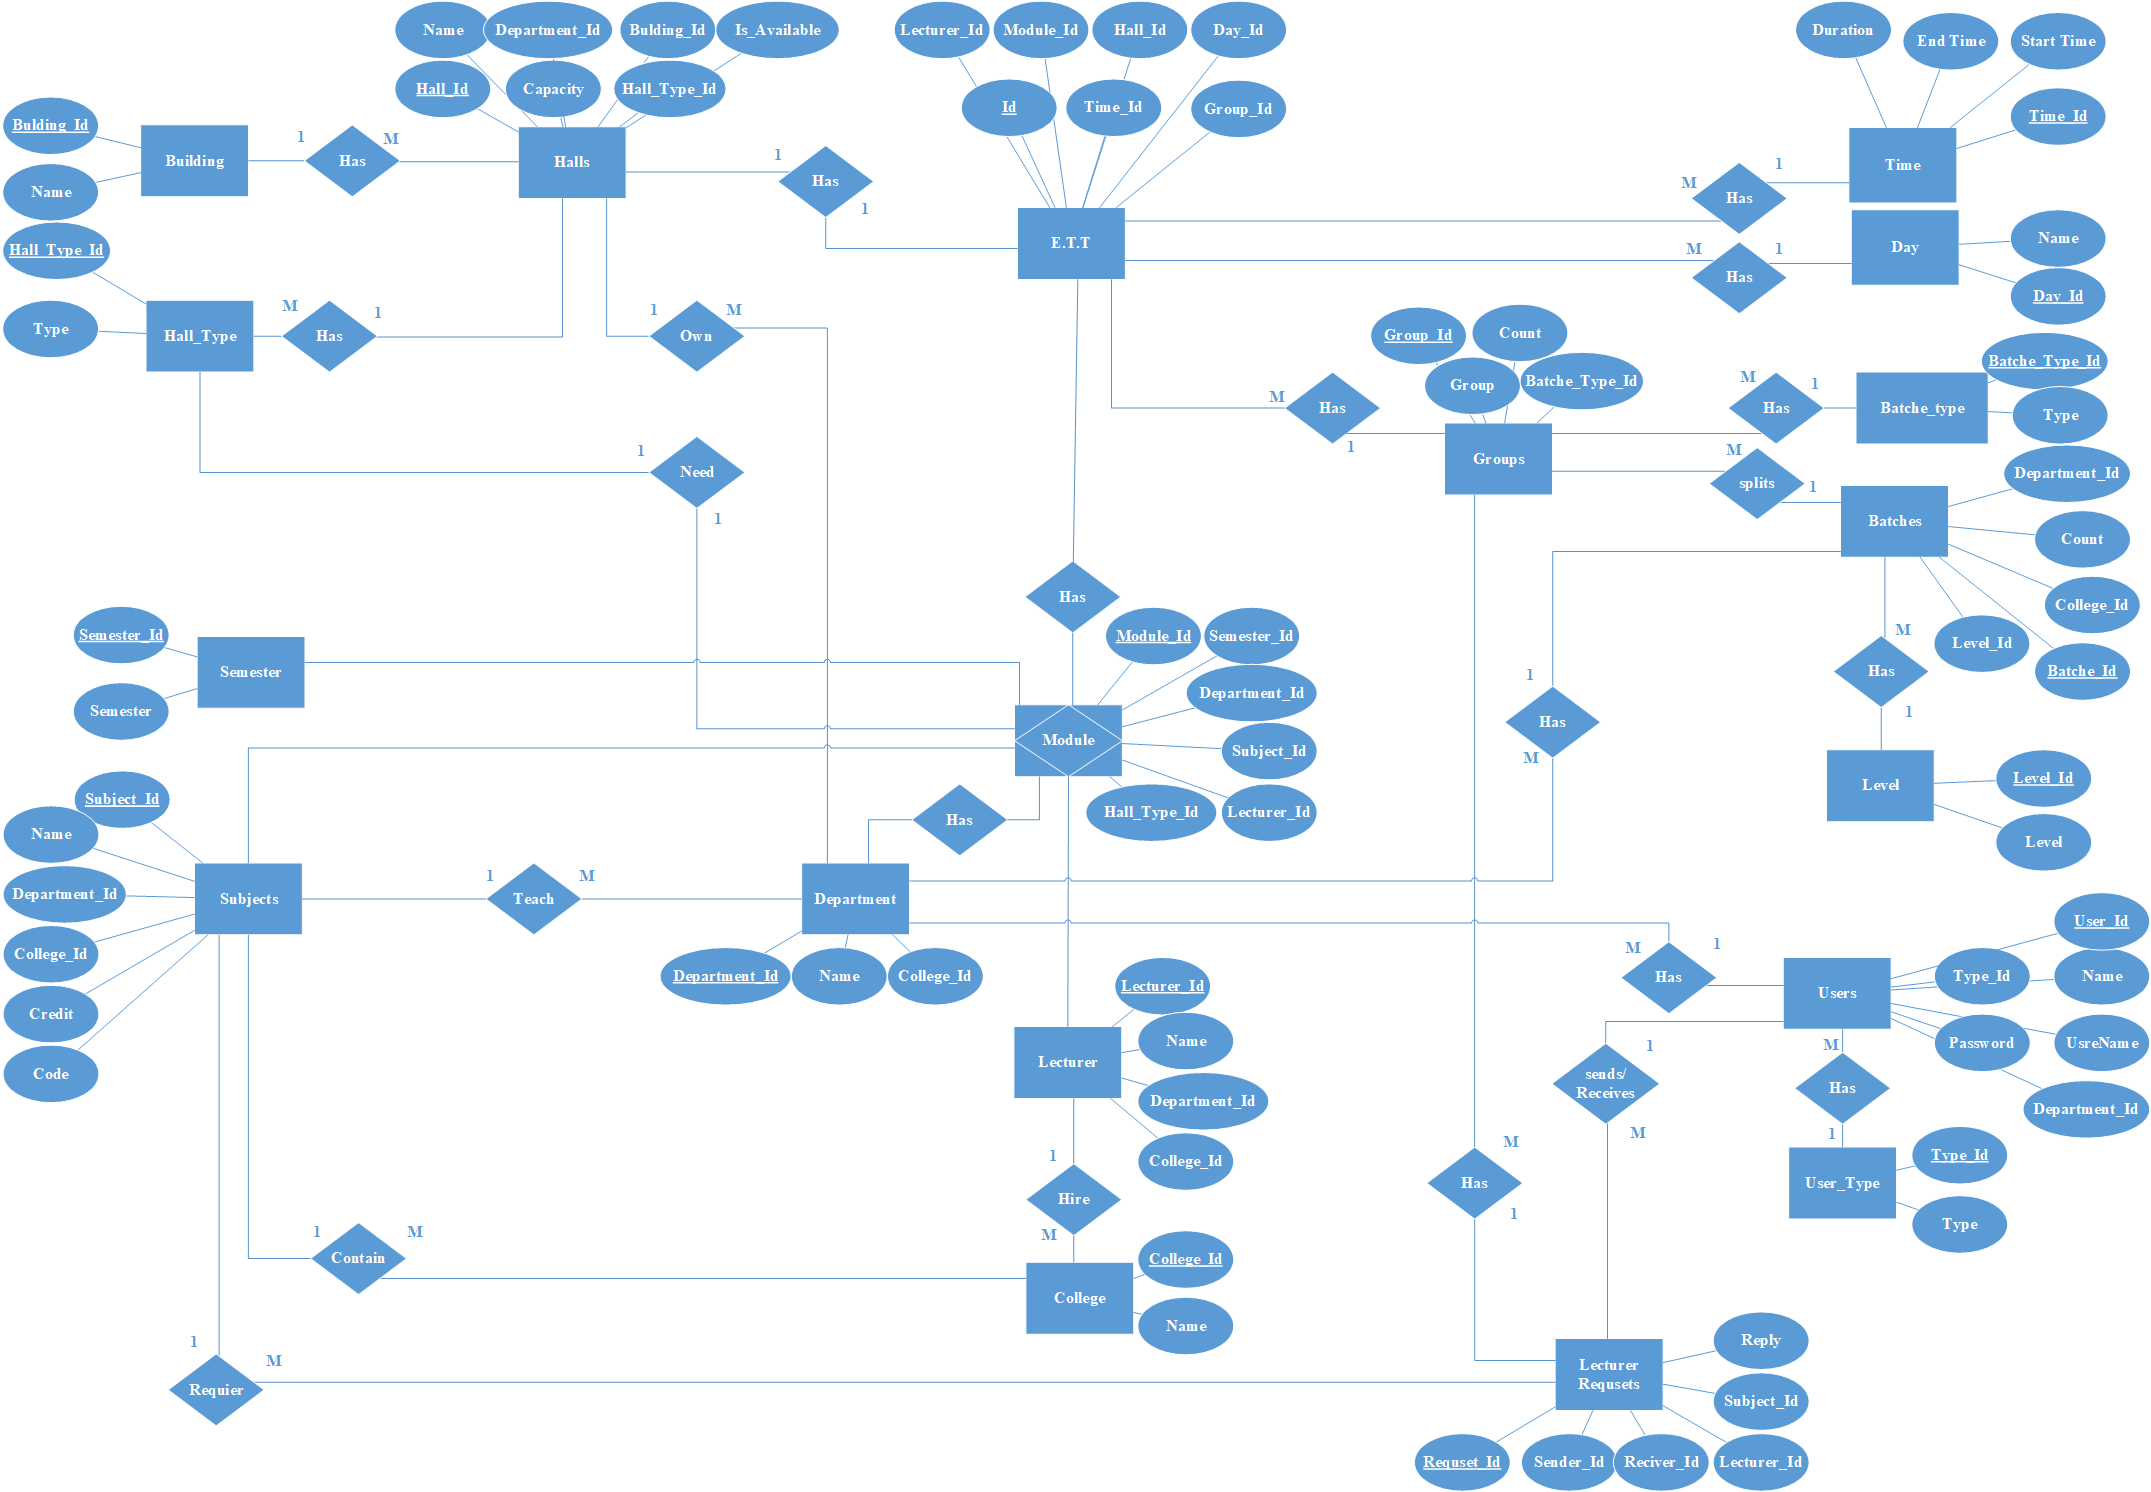 Name
Department_Id
Bulding_Id
Is_Available
Hall_Id
Capacity
Hall_Type_Id
Lecturer_Id
Module_Id
Hall_Id
Day_Id
Id
Time_Id
Group_Id
Duration
End Time
Start Time
Time_Id
Bulding_Id
Name
Building
1
Has
M
Halls
1
Has
1
E.T.T
M
Has
1
Time
M
Has
1
Day
Name
Day_Id
Hall_Type_Id
Type
Hall_Type
M
Has
1
1
Own
M
Group_Id
Count
Group
Batche_Type_Id
M
Has
1
Groups
M
Has
1
Batche_type
Batche_Type_Id
Type
M
splits
1
Batches
Department_Id
Count
College_Id
Level_Id
Batche_Id
1
Need
1
Has
Semester_Id
Semester
Semester
Module_Id
Semester_Id
Department_Id
Subject_Id
Module
Hall_Type_Id
Lecturer_Id
1
Has
M
M
Has
1
Level
Level_Id
Level
Subject_Id
Name
Department_Id
College_Id
Credit
Code
Subjects
1
Teach
M
Has
Department
Department_Id
Name
College_Id
M
Has
1
Users
User_Id
Type_Id
Name
Password
UsreName
Department_Id
Lecturer_Id
Name
Lecturer
Department_Id
College_Id
1
sends/
Receives
M
M
Has
1
User_Type
Type_Id
Type
1
Hire
M
M
Has
1
1
Contain
M
College
College_Id
Name
1
Requier
M
Lecturer
Requsets
Reply
Subject_Id
Requset_Id
Sender_Id
Reciver_Id
Lecturer_Id